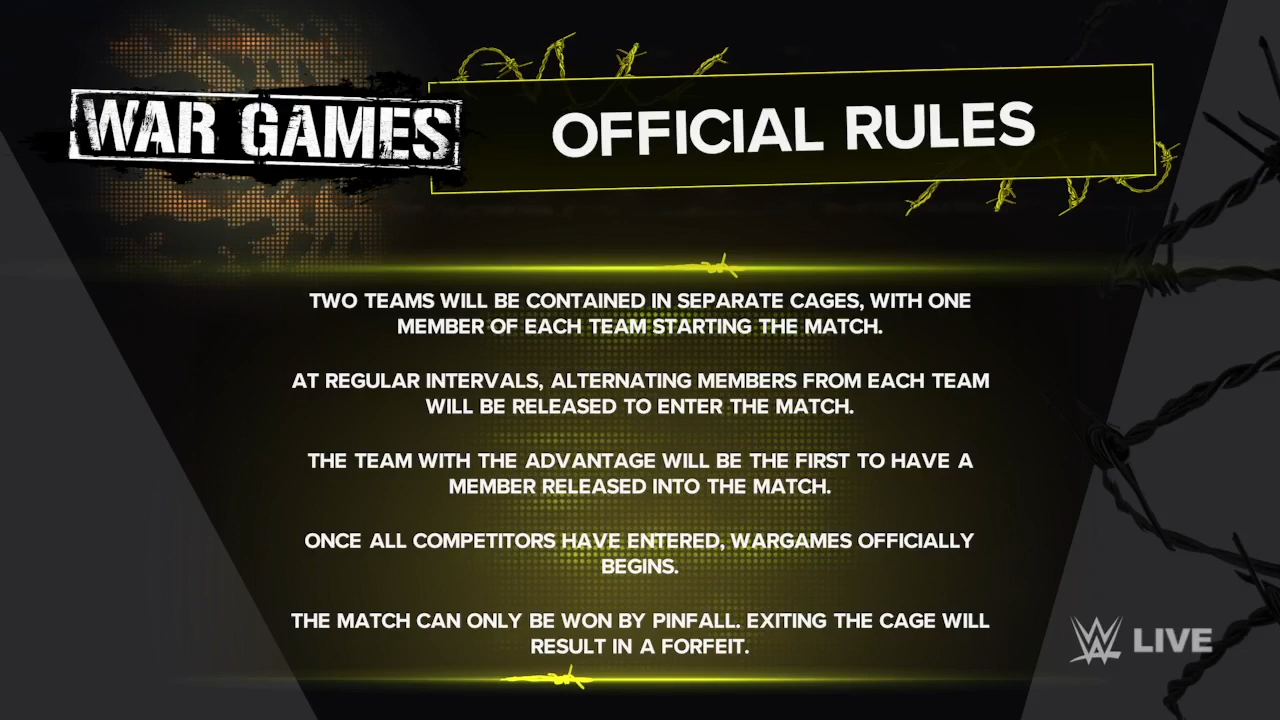 WAR GAMES
OFFICIAL RULES
TWO TEAMS WILL BE CONTAINED IN SEPARATE CAGES, WITH ONE
MEMBER OF EACH TEAM STARTING THE MATCH.
AT REGULAR INTERVALS, ALTERNATING MEMBERS FROM EACH TEAM
WILL BE RELEASED TO ENTER THE MATCH.
THE TEAM WITH THE ADVANTAGE WILL BE THE FIRST TO HAVE A
MEMBER RELEASED INTO THE MATCH.
ONCE ALL COMPETITORS HAVE ENTERED, WARGAMES OFFICIALLY
BEGINS.
THE MATCH CAN ONLY BE WON BY PINFALL. EXITING THE CAGE WILL
RESULT IN A FORFEIT.
W LIVE